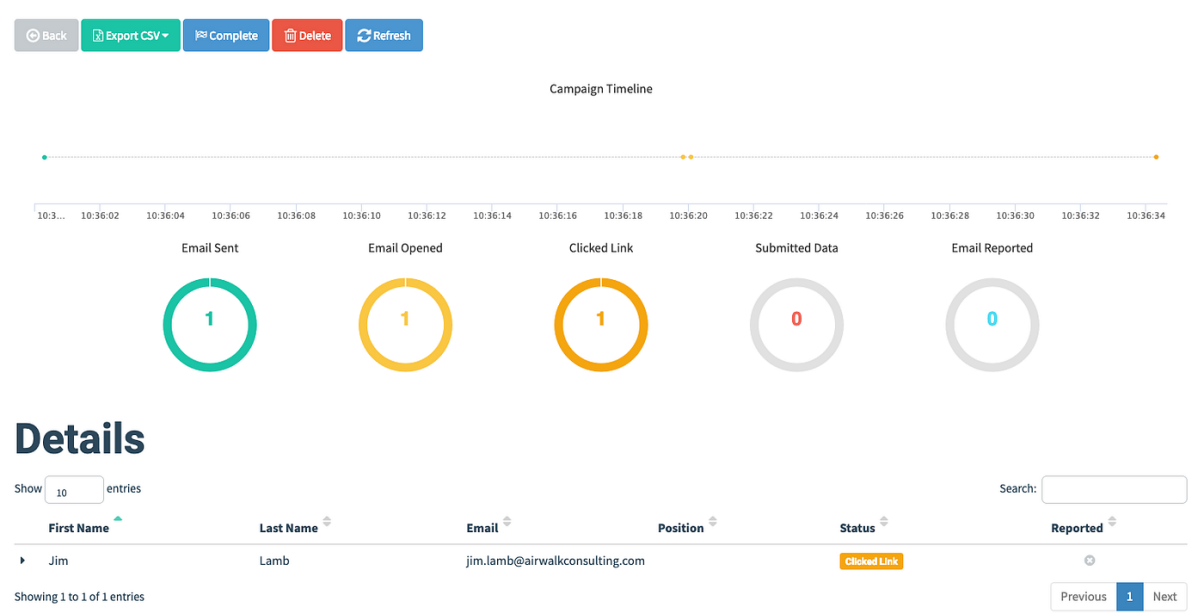 Back Export CSV Complete Delete Refresh
Campaign Timeline
10:3... 10:36:02 10:36:04 10:36:06 10:36:08 10:36:10 10:36:12 10:36:14 10:36:16 10:36:18 10:36:20 10:36:22 10:36:24 10:36:26 10:36:28 10:36:30 10:36:32 10:36:34
Email Sent Email Opened Clicked Link Submitted Data Email Reported
1 1 1 0 0
Details
Show 10 entries Search:
First Name Last Name Email Position Status Reported
Jim Lamb jim.lamb@airwalkconsulting.com Clicked Link
Showing 1 to 1 of 1 entries Previous 1 Next